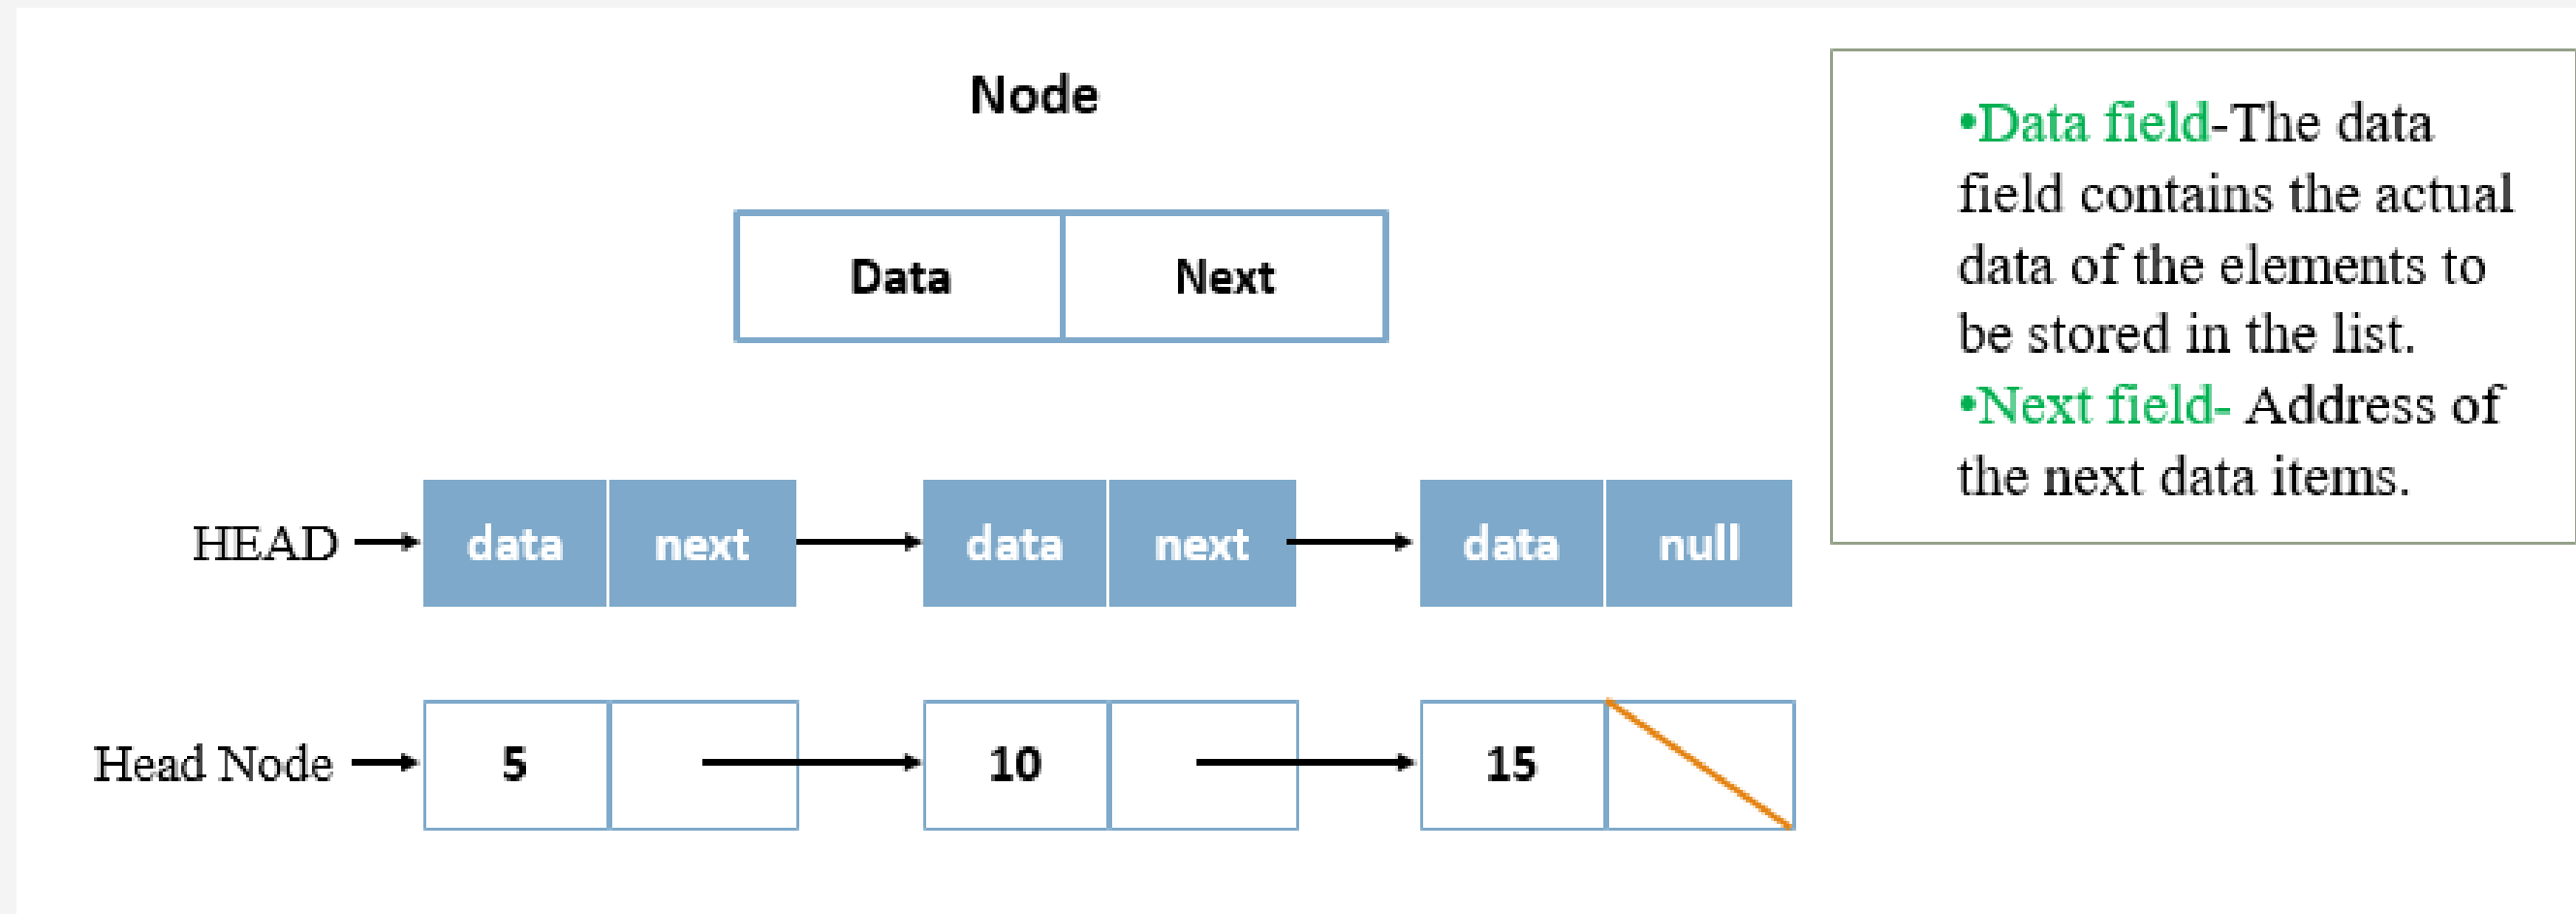 Node
Data Next
HEAD data next data next data null
Head Node 5 10 15
•Data field-The data
field contains the actual
data of the elements to
be stored in the list.
•Next field- Address of
the next data items.